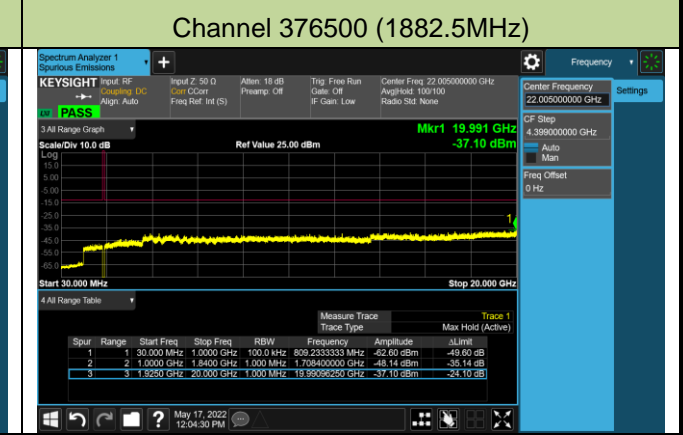 Channel 376500 (1882.5MHz)
Spectrum Analyzer 1
Spurious Emissions
+
Frequency
KEYSIGHT Input: RF Input Z: 50 Ω Atten: 18 dB Trig: Free Run Center Freq: 22.005000000 GHz
Coupling: DC Corr CCorr Preamp: Off Gate: Off Avg|Hold: 100/100
Align: Auto Freq Ref: Int (S) IF Gain: Low Radio Std: None
PASS
Center Frequency
22.005000000 GHz
Settings
CF Step
4.399000000 GHz
Auto
Man
Freq Offset
0 Hz
3 All Range Graph
Mkr1 19.991 GHz
Scale/Div 10.0 dB Ref Value 25.00 dBm -37.10 dBm
Log
15.0
5.00
-5.00
-15.0
-25.0
-35.0
-45.0
-55.0
-65.0
1
Start 30.000 MHz Stop 20.000 GHz
4 All Range Table
Measure Trace Trace 1
Trace Type Max Hold (Active)
Spur Range Start Freq Stop Freq RBW Frequency Amplitude ΔLimit
1 1 30.000 MHz 1.0000 GHz 100.0 kHz 809.2333333 MHz -62.60 dBm -49.60 dB
2 2 1.0000 GHz 1.8400 GHz 1.000 MHz 1.708400000 GHz -48.14 dBm -35.14 dB
3 3 1.9250 GHz 20.000 GHz 1.000 MHz 19.99096250 GHz -37.10 dBm -24.10 dB
? May 17, 2022
12:04:30 PM